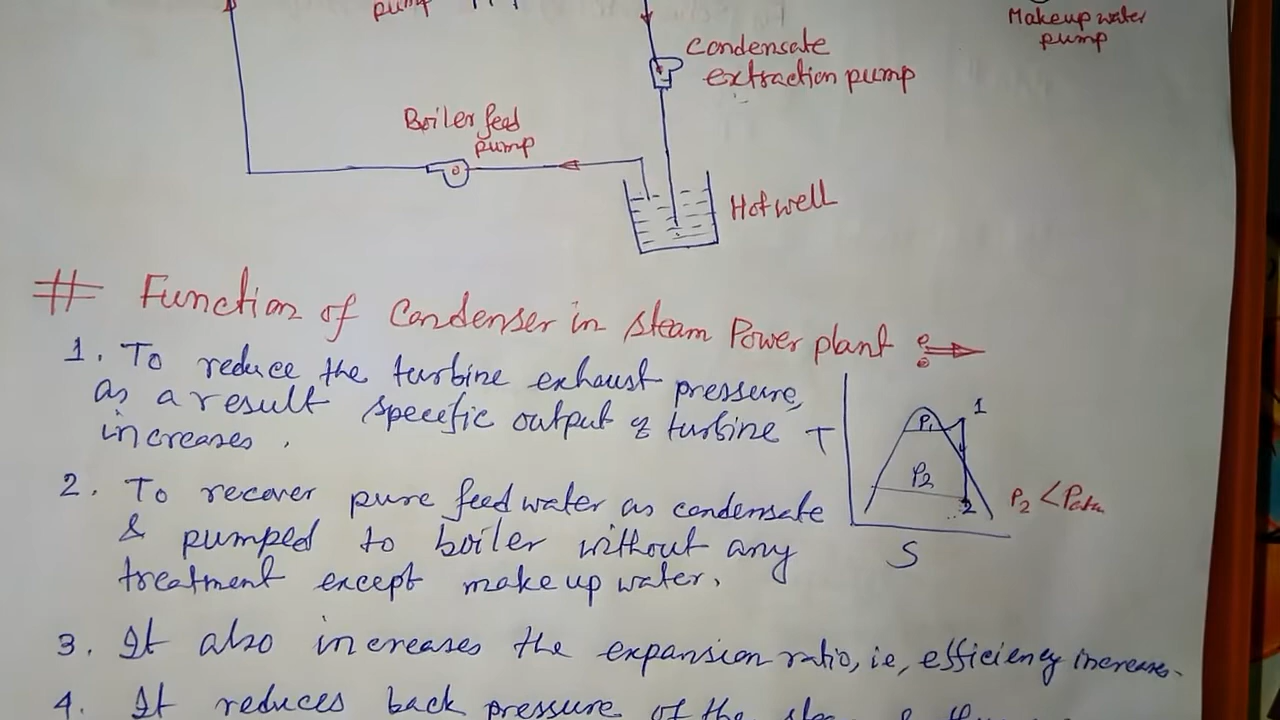 pump
Makeup water
pump
Condensate
extraction pump
Boiler feed
pump
Hotwell
# Function of Condenser in steam Power plant :
1. To reduce the turbine exhaust pressure,
as a result specific output of turbine
increases.
T
P1
1
P2
2
S
P2 < Patm
2. To recover pure feed water as condensate
& pumped to boiler without any
treatment except makeup water.
3. It also increases the expansion ratio, ie, efficiency increases.
4. It reduces back pressure of the